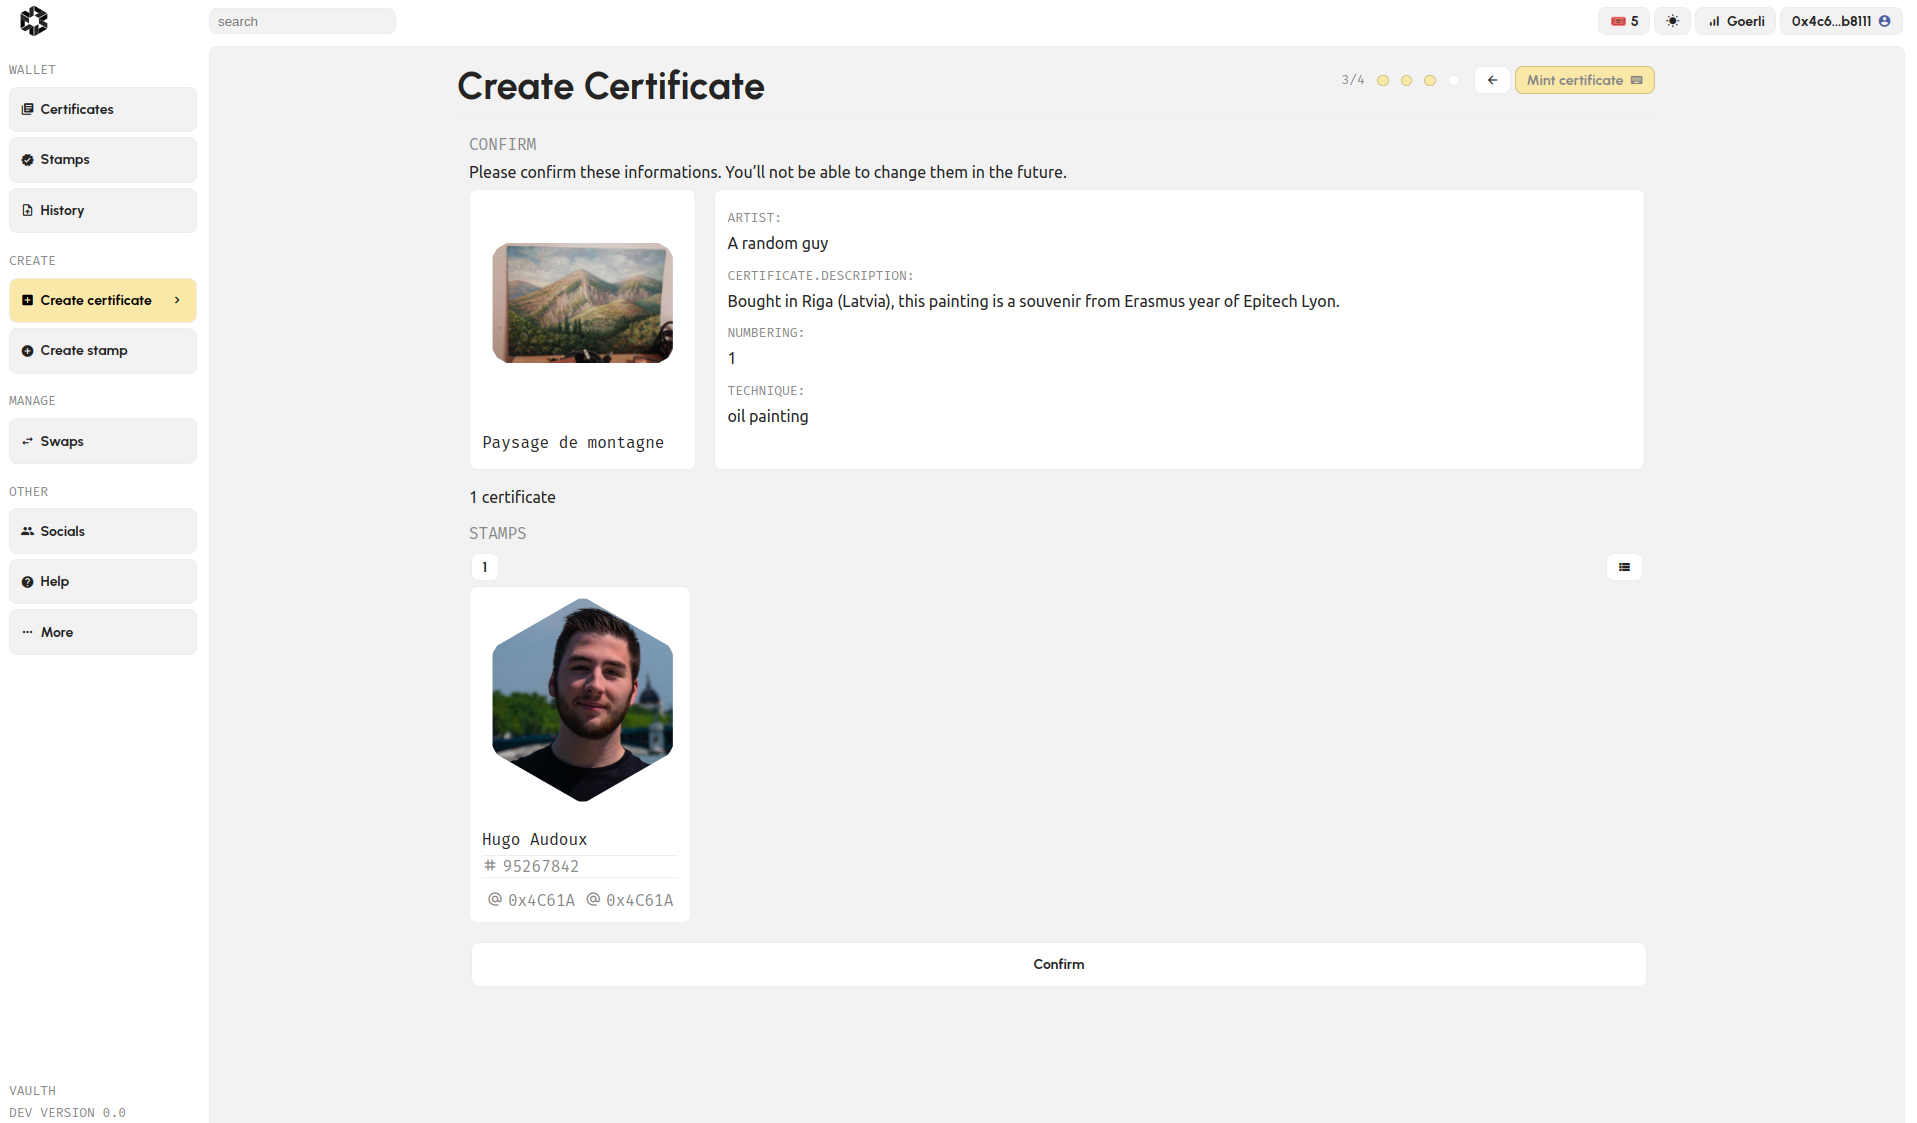 search
5
Goerli
0x4c6...b8111
WALLET
Certificates
Stamps
History
CREATE
Create certificate
Create stamp
MANAGE
Swaps
OTHER
Socials
Help
More
VAULTH
DEV VERSION 0.0
Create Certificate
3/4
Mint certificate
CONFIRM
Please confirm these informations. You’ll not be able to change them in the future.
Paysage de montagne
ARTIST:
A random guy
CERTIFICATE.DESCRIPTION:
Bought in Riga (Latvia), this painting is a souvenir from Erasmus year of Epitech Lyon.
NUMBERING:
1
TECHNIQUE:
oil painting
1 certificate
STAMPS
1
Hugo Audoux
# 95267842
@ 0x4C61A @ 0x4C61A
Confirm